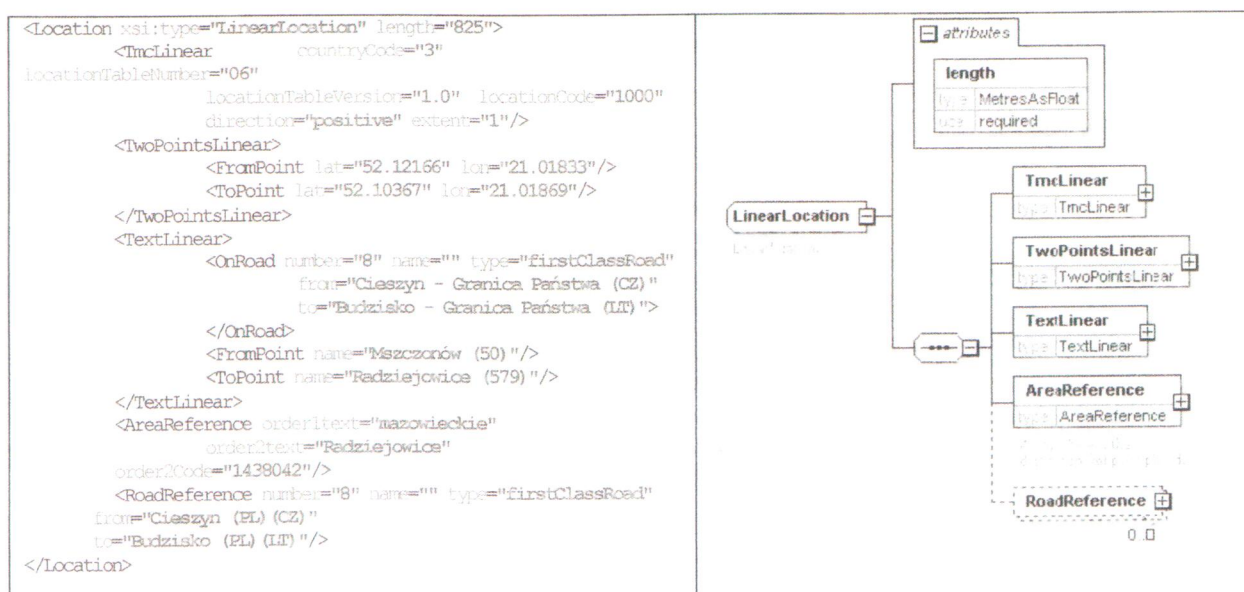 <Location xsi:type="LinearLocation" length="825">
<TmcLinear countryCode="3"
locationTableNumber="06"
locationTableVersion="1.0" locationCode="1000"
direction="positive" extent="1"/>
<TwoPointsLinear>
<FromPoint lat="52.12166" lon="21.01833"/>
<ToPoint lat="52.10367" lon="21.01869"/>
</TwoPointsLinear>
<TextLinear>
<OnRoad number="8" name="" type="firstClassRoad"
from="Cieszyn - Granica Państwa (CZ)"
to="Budzisko - Granica Państwa (LT)">
</OnRoad>
<FromPoint name="Mszczonów (50)"/>
<ToPoint name="Radziejowice (579)"/>
</TextLinear>
<AreaReference order1text="mazowieckie"
order2text="Radziejowice"
order2Code="1438042"/>
<RoadReference number="8" name="" type="firstClassRoad"
from="Cieszyn (PL) (CZ)"
to="Budzisko (PL) (LT)"/>
</Location>
attributes
length
type MetresAsFloat
use required
LinearLocation
TmcLinear
type TmcLinear
TwoPointsLinear
type TwoPointsLinear
TextLinear
type TextLinear
AreaReference
type AreaReference
RoadReference
0..